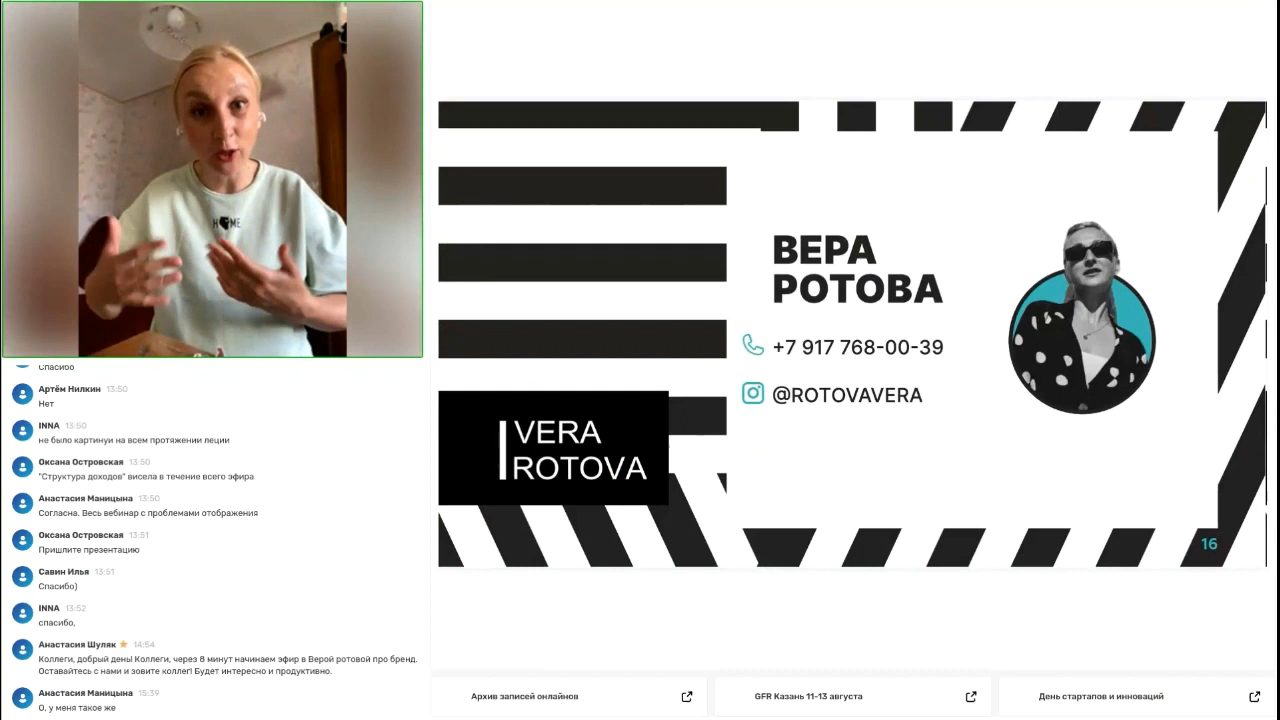 HOME
Спасибо
Артём Нилкин 13:50
Нет
INNA 13:50
не было картинуи на всем протяжении леции
Оксана Островская 13:50
"Структура доходов" висела в течение всего эфира
Анастасия Маницына 13:50
Согласна. Весь вебинар с проблемами отображения
Оксана Островская 13:51
Пришлите презентацию
Савин Илья 13:51
Спасибо)
INNA 13:52
спасибо,
Анастасия Шуляк 14:54
Коллеги, добрый день! Коллеги, через 8 минут начинаем эфир в Верой ротовой про бренд.
Оставайтесь с нами и зовите коллег! Будет интересно и продуктивно.
Анастасия Маницына 15:39
О, у меня такое же
ВЕРА
РОТОВА
+7 917 768-00-39
@ROTOVAVERA
VERA
ROTOVA
16
Архив записей онлайнов
GFR Казань 11-13 августа
День стартапов и инноваций